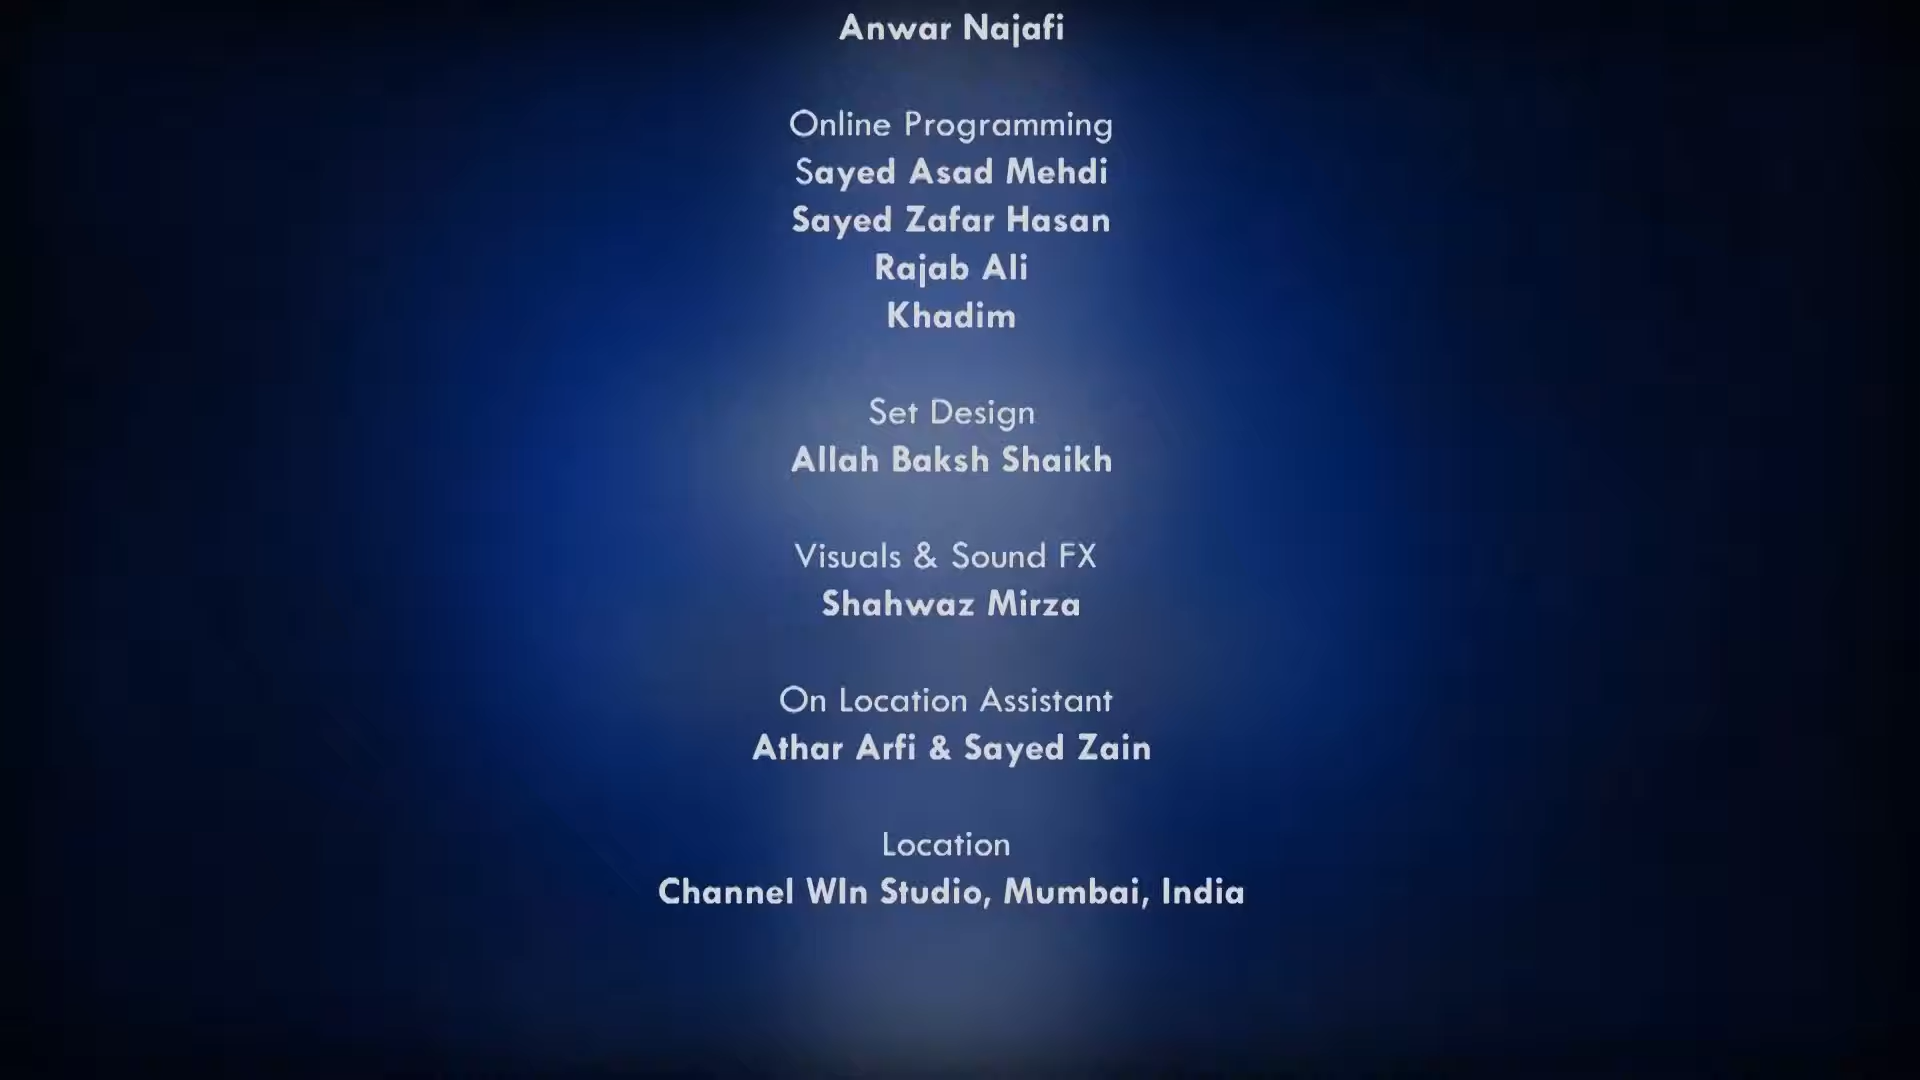 Anwar Najafi
Online Programming
Sayed Asad Mehdi
Sayed Zafar Hasan
Rajab Ali
Khadim
Set Design
Allah Baksh Shaikh
Visuals & Sound FX
Shahwaz Mirza
On Location Assistant
Athar Arfi & Sayed Zain
Location
Channel WIn Studio, Mumbai, India